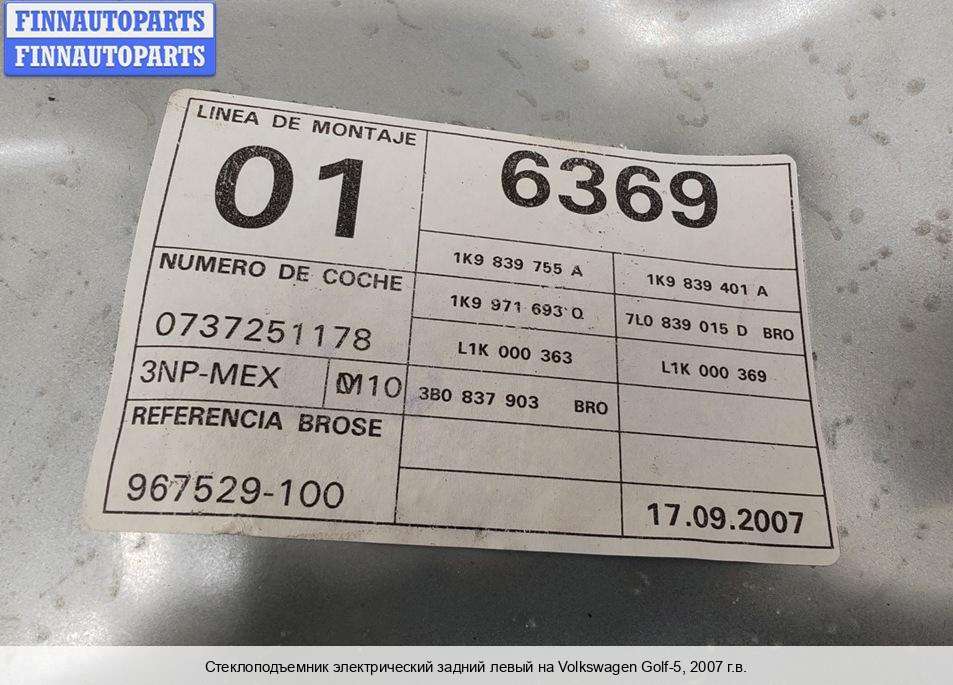 FINNAUTOPARTS
FINNAUTOPARTS
LINEA DE MONTAJE
01
6369
NUMERO DE COCHE
0737251178
3NP-MEX
M10
REFERENCIA BROSE
967529-100
1K9 839 755 A
1K9 839 401 A
1K9 971 693 Q
7L0 839 015 D BRO
L1K 000 363
L1K 000 369
3B0 837 903 BRO
17.09.2007
Стеклоподъемник электрический задний левый на Volkswagen Golf-5, 2007 г.в.